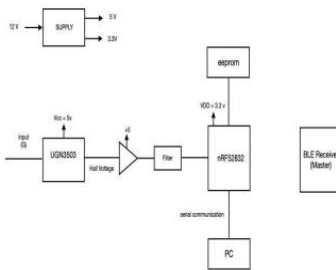 12 V
SUPPLY
5 V
3.3V
eeprom
Vcc = 5v
+5
VDD = 3.3 v
input
(G)
UGN3503
Hall Voltage
Filter
nRF52832
BLE Receiver
(Master)
serial communication
PC